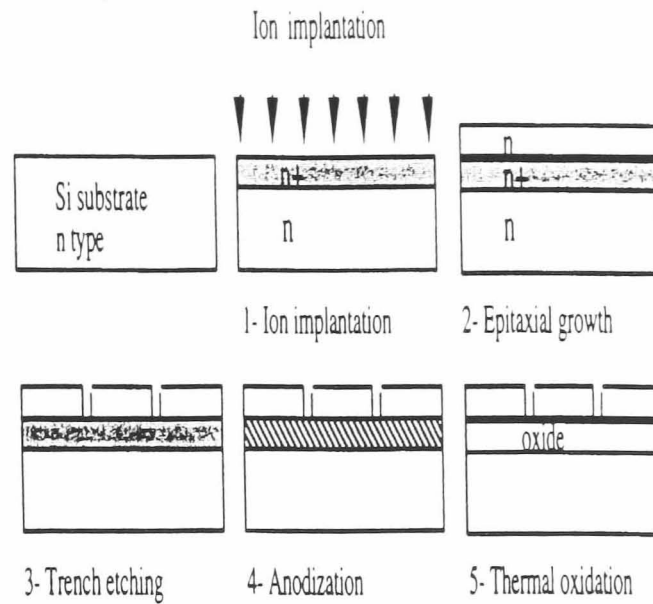 Ion implantation
Si substrate
n type
n+
n
n
n+
n
1- Ion implantation
2- Epitaxial growth
oxide
3- Trench etching
4- Anodization
5- Thermal oxidation